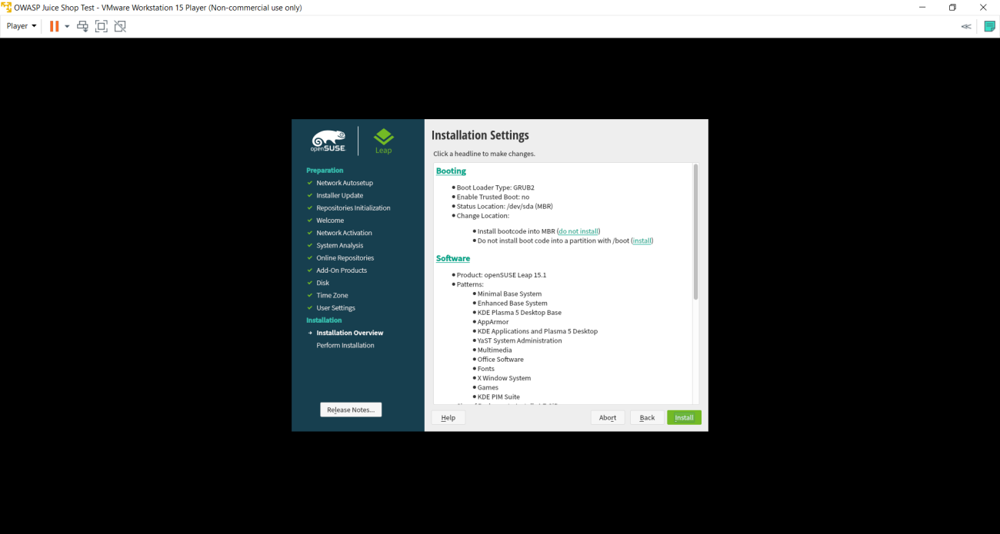 OWASP Juice Shop Test - VMware Workstation 15 Player (Non-commercial use only)
Player
openSUSE
Leap
Preparation
Network Autosetup
Installer Update
Repositories Initialization
Welcome
Network Activation
System Analysis
Online Repositories
Add-On Products
Disk
Time Zone
User Settings
Installation
Installation Overview
Perform Installation
Release Notes...
Installation Settings
Click a headline to make changes.
Booting
Boot Loader Type: GRUB2
Enable Trusted Boot: no
Status Location: /dev/sda (MBR)
Change Location:
Install bootcode into MBR (do not install)
Do not install boot code into a partition with /boot (install)
Software
Product: openSUSE Leap 15.1
Patterns:
Minimal Base System
Enhanced Base System
KDE Plasma 5 Desktop Base
AppArmor
KDE Applications and Plasma 5 Desktop
YaST System Administration
Multimedia
Office Software
Fonts
X Window System
Games
KDE PIM Suite
Help
Abort
Back
Install